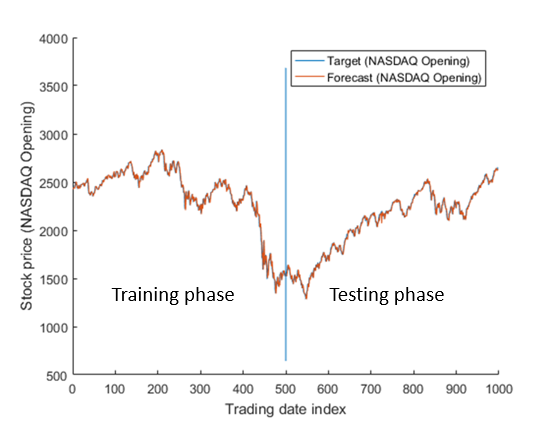 4000
3500
3000
2500
2000
1500
1000
500
Stock price (NASDAQ Opening)
Target (NASDAQ Opening)
Forecast (NASDAQ Opening)
Training phase
Testing phase
0 100 200 300 400 500 600 700 800 900 1000
Trading date index